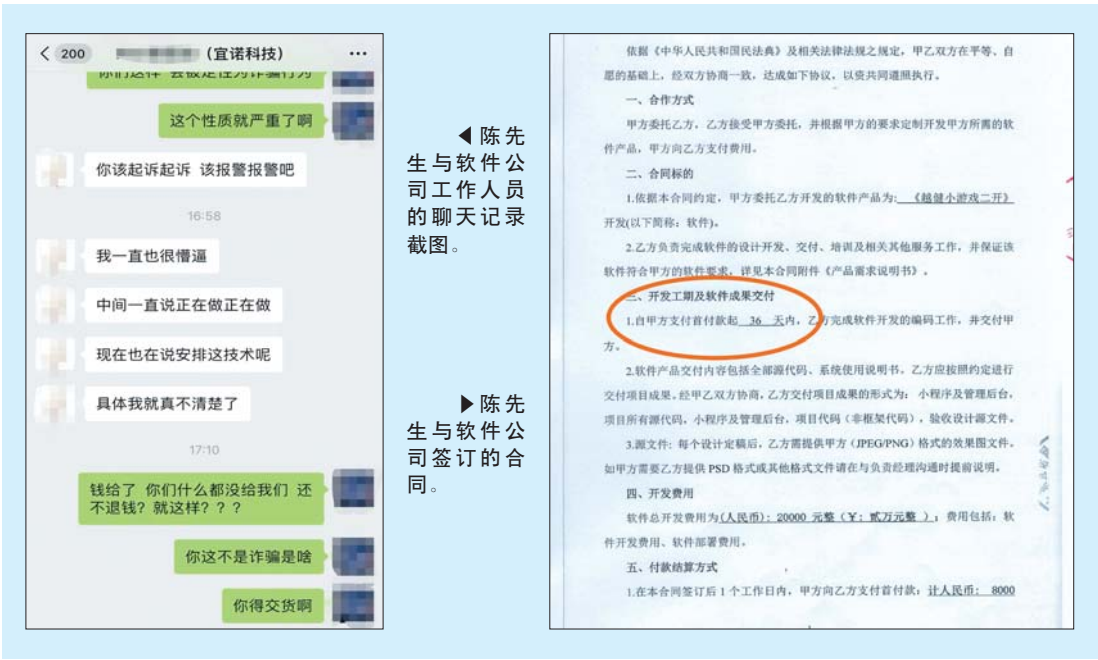 200
（宜诺科技）
你们这样 会被定性为诈骗行为
这个性质就严重了啊
你该起诉起诉 该报警报警吧
16:58
我一直也很懵逼
中间一直说正在做正在做
现在也在说安排这技术呢
具体我就真不清楚了
17:10
钱给了 你们什么都没给我们 还
不退钱？就这样？？？
你这不是诈骗是啥
你得交货啊
◀陈先
生与软件公
司工作人员
的聊天记录
截图。
▶陈先
生与软件公
司签订的合
同。
依据《中华人民共和国民法典》及相关法律法规之规定，甲乙双方在平等、自
愿的基础上，经双方协商一致，达成如下协议，以资共同遵照执行。
一、合作方式
甲方委托乙方，乙方接受甲方委托，并根据甲方的要求定制开发甲方所需的软
件产品，甲方向乙方支付费用。
二、合同标的
1.依据本合同约定，甲方委托乙方开发的软件产品为:《越健小游戏二开》
开发(以下简称：软件)。
2.乙方负责完成软件的设计开发、交付、培训及相关其他服务工作，并保证该
软件符合甲方的软件要求，详见本合同附件《产品需求说明书》。
三、开发工期及软件成果交付
1.自甲方支付首付款起 36 天内，乙方完成软件开发的编码工作，并交付甲
方。
2.软件产品交付内容包括全部源代码、系统使用说明书。乙方应按照约定进行
交付项目成果。经甲乙双方协商，乙方交付项目成果的形式为：小程序及管理后台，
项目所有源代码，小程序及管理后台，项目代码（非框架代码），验收设计源文件。
3.源文件: 每个设计定稿后，乙方需提供甲方（JPEG/PNG）格式的效果图文件。
如甲方需要乙方提供 PSD 格式或其他格式文件请在与负责经理沟通时提前说明。
四、开发费用
软件总开发费用为(人民币)：20000 元整（￥：贰万元整 )；费用包括：软
件开发费用、软件部署费用。
五、付款结算方式
1.在本合同签订后 1 个工作日内，甲方向乙方支付首付款：计人民币： 8000